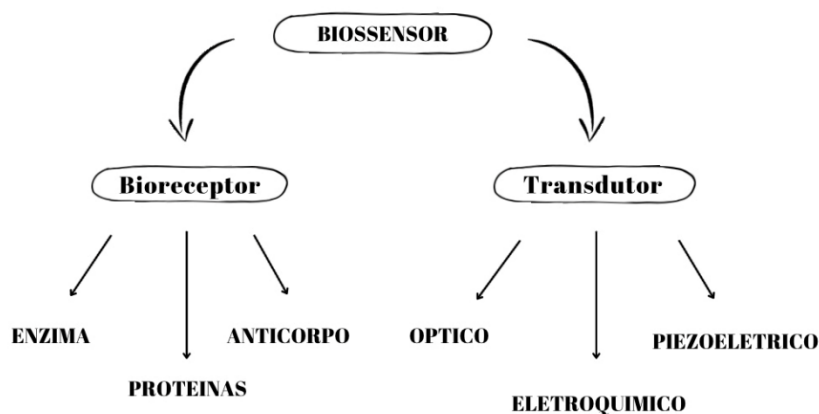 BIOSSENSOR
Bioreceptor
Transdutor
ENZIMA
ANTICORPO
OPTICO
PIEZOELETRICO
PROTEINAS
ELETROQUIMICO